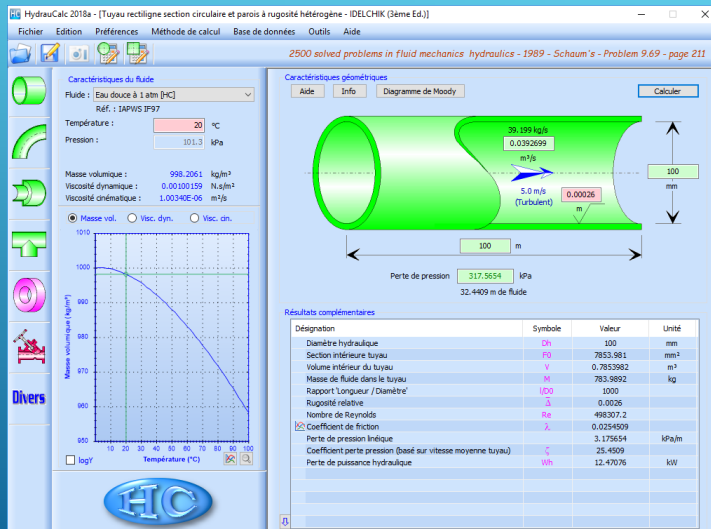 HydrauCalc 2018a - [Tuyau rectiligne section circulaire et parois à rugosité hétérogène - IDELCHIK (3ème Ed.)]
Fichier Edition Préférences Méthode de calcul Base de données Outils Aide
2500 solved problems in fluid mechanics hydraulics - 1989 - Schaum's - Problem 9.69 - page 211
Caractéristiques du fluide
Fluide : Eau douce à 1 atm [HC]
Réf. : IAPWS IF97
Température : 20 °C
Pression : 101.3 kPa
Masse volumique : 998.2061 kg/m³
Viscosité dynamique : 0.00100159 N.s/m²
Viscosité cinématique : 1.00340E-06 m²/s
Masse vol. Visc. dyn. Visc. cin.
1010
990
980
970
960
950
Masse volumique (kg/m³)
10 20 30 40 50 60 70 80 90 100
logY Température (°C)
HC
Divers
Caractéristiques géométriques
Aide Info Diagramme de Moody Calculer
39.199 kg/s
0.0392699
m³/s
5.0 m/s
(Turbulent)
0.00026
m
100
mm
100 m
Perte de pression 317.5654 kPa
32.4409 m de fluide
Résultats complémentaires
Désignation Symbole Valeur Unité
Diamètre hydraulique Dh 100 mm
Section intérieure tuyau F0 7853.981 mm²
Volume intérieur du tuyau V 0.7853982 m³
Masse de fluide dans le tuyau M 783.9892 kg
Rapport 'Longueur / Diamètre' l/D0 1000
Rugosité relative Δ 0.0026
Nombre de Reynolds Re 498307.2
Coefficient de friction λ 0.0254509
Perte de pression linéique 3.175654 kPa/m
Coefficient perte pression (basé sur vitesse moyenne tuyau) ζ 25.4509
Perte de puissance hydraulique Wh 12.47076 kW